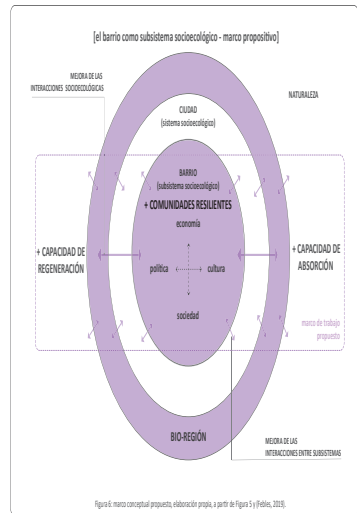 [el barrio como subsistema socioecológico - marco propositivo]
MEJORA DE LAS
INTERACCIONES SOCIOECOLÓGICAS
NATURALEZA
CIUDAD
(sistema socioecológico)
BARRIO
(subsistema socioecológico)
+ COMUNIDADES RESILIENTES
economía
+ CAPACIDAD DE
REGENERACIÓN
+ CAPACIDAD DE
ABSORCIÓN
política
cultura
sociedad
marco de trabajo
propuesto
BIO-REGIÓN
MEJORA DE LAS
INTERACCIONES ENTRE SUBSISTEMAS
Figura 6: marco conceptual propuesto, elaboración propia, a partir de Figura 5 y (Febles, 2019).